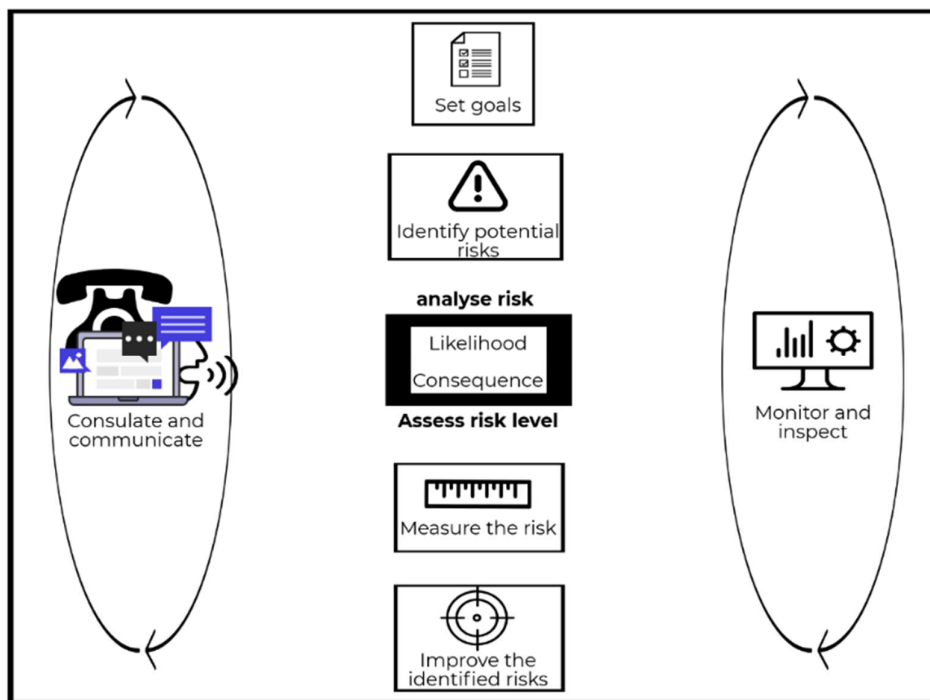 Set goals
Identify potential
risks
analyse risk
Likelihood
Consequence
Assess risk level
Consulate and
communicate
Monitor and
inspect
Measure the risk
Improve the
identified risks